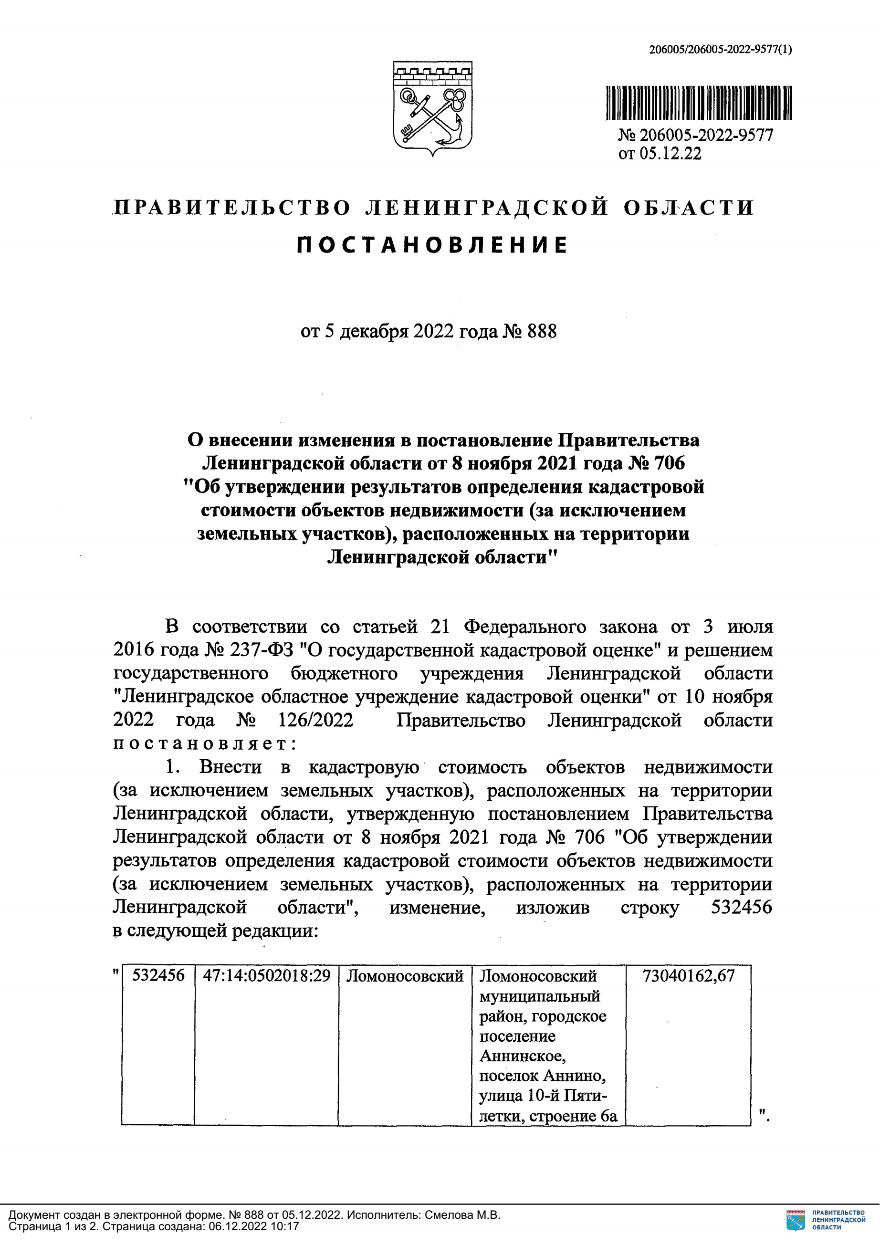 206005/206005-2022-9577(1)
№ 206005-2022-9577
от 05.12.22
ПРАВИТЕЛЬСТВО ЛЕНИНГРАДСКОЙ ОБЛАСТИ
ПОСТАНОВЛЕНИЕ
от 5 декабря 2022 года № 888
О внесении изменения в постановление Правительства
Ленинградской области от 8 ноября 2021 года № 706
"Об утверждении результатов определения кадастровой
стоимости объектов недвижимости (за исключением
земельных участков), расположенных на территории
Ленинградской области"
В соответствии со статьей 21 Федерального закона от 3 июля
2016 года № 237-ФЗ "О государственной кадастровой оценке" и решением
государственного бюджетного учреждения Ленинградской области
"Ленинградское областное учреждение кадастровой оценки" от 10 ноября
2022 года № 126/2022 Правительство Ленинградской области
постановляет:
1. Внести в кадастровую стоимость объектов недвижимости
(за исключением земельных участков), расположенных на территории
Ленинградской области, утвержденную постановлением Правительства
Ленинградской области от 8 ноября 2021 года № 706 "Об утверждении
результатов определения кадастровой стоимости объектов недвижимости
(за исключением земельных участков), расположенных на территории
Ленинградской области", изменение, изложив строку 532456
в следующей редакции:
" 532456 47:14:0502018:29 Ломоносовский Ломоносовский 73040162,67
муниципальный
район, городское
поселение
Аннинское,
поселок Аннино,
улица 10-й Пяти-
летки, строение 6а ".
Документ создан в электронной форме. № 888 от 05.12.2022. Исполнитель: Смелова М.В.
Страница 1 из 2. Страница создана: 06.12.2022 10:17
ПРАВИТЕЛЬСТВО
ЛЕНИНГРАДСКОЙ
ОБЛАСТИ